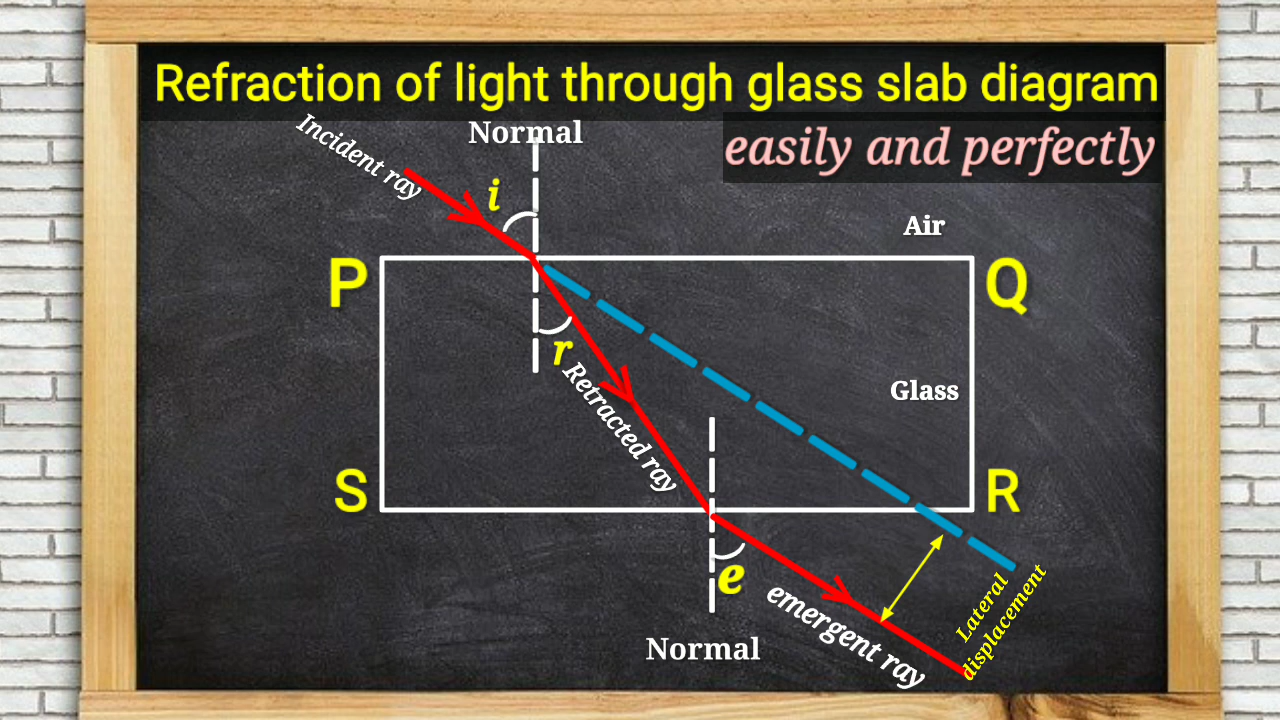 Refraction of light through glass slab diagram
easily and perfectly
Incident ray
Normal
i
Air
P
Q
r
Retracted ray
Glass
S
R
e
emergent ray
Lateral
displacement
Normal